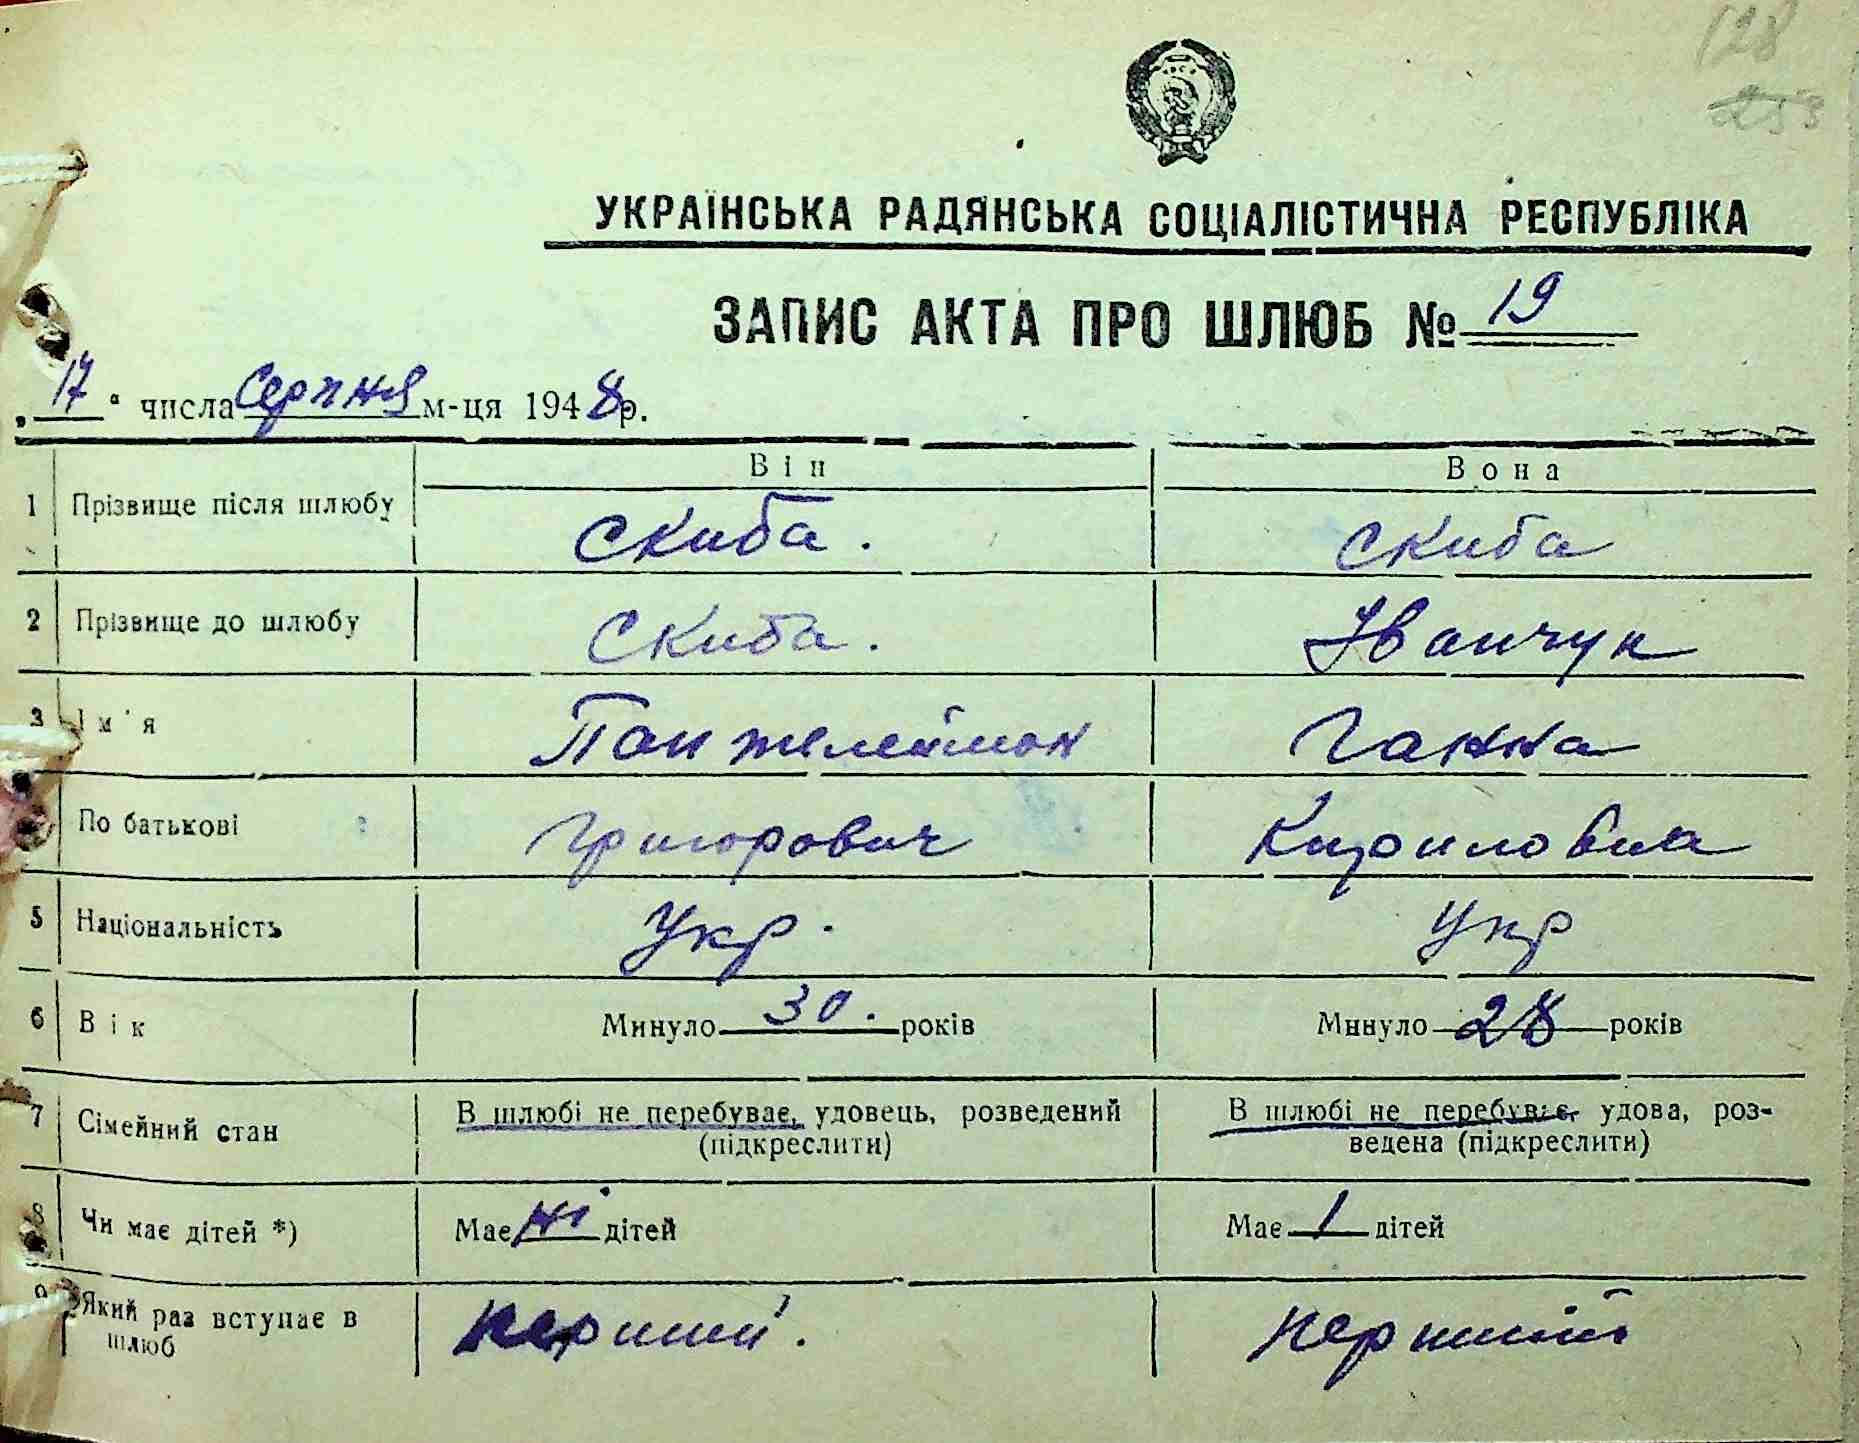 128
253
УКРАЇНСЬКА РАДЯНСЬКА СОЦІАЛІСТИЧНА РЕСПУБЛІКА
ЗАПИС АКТА ПРО ШЛЮБ № 19
„17“ числа Серпня м-ця 1948 р.
Він Вона
1 Прізвище після шлюбу Скиба. Скиба
2 Прізвище до шлюбу Скиба. Іванчук
3 Ім'я Пантелеймон Ганна
По батькові Григорович Кириловна
5 Національність Укр. Укр
6 Вік Минуло 30. років Минуло 28 років
7 Сімейний стан В шлюбі не перебуває, удовець, розведений В шлюбі не перебуває, удова, роз-
(підкреслити) ведена (підкреслити)
8 Чи має дітей *) Має ні дітей Має 1 дітей
9 Який раз вступає в перший. перший
шлюб